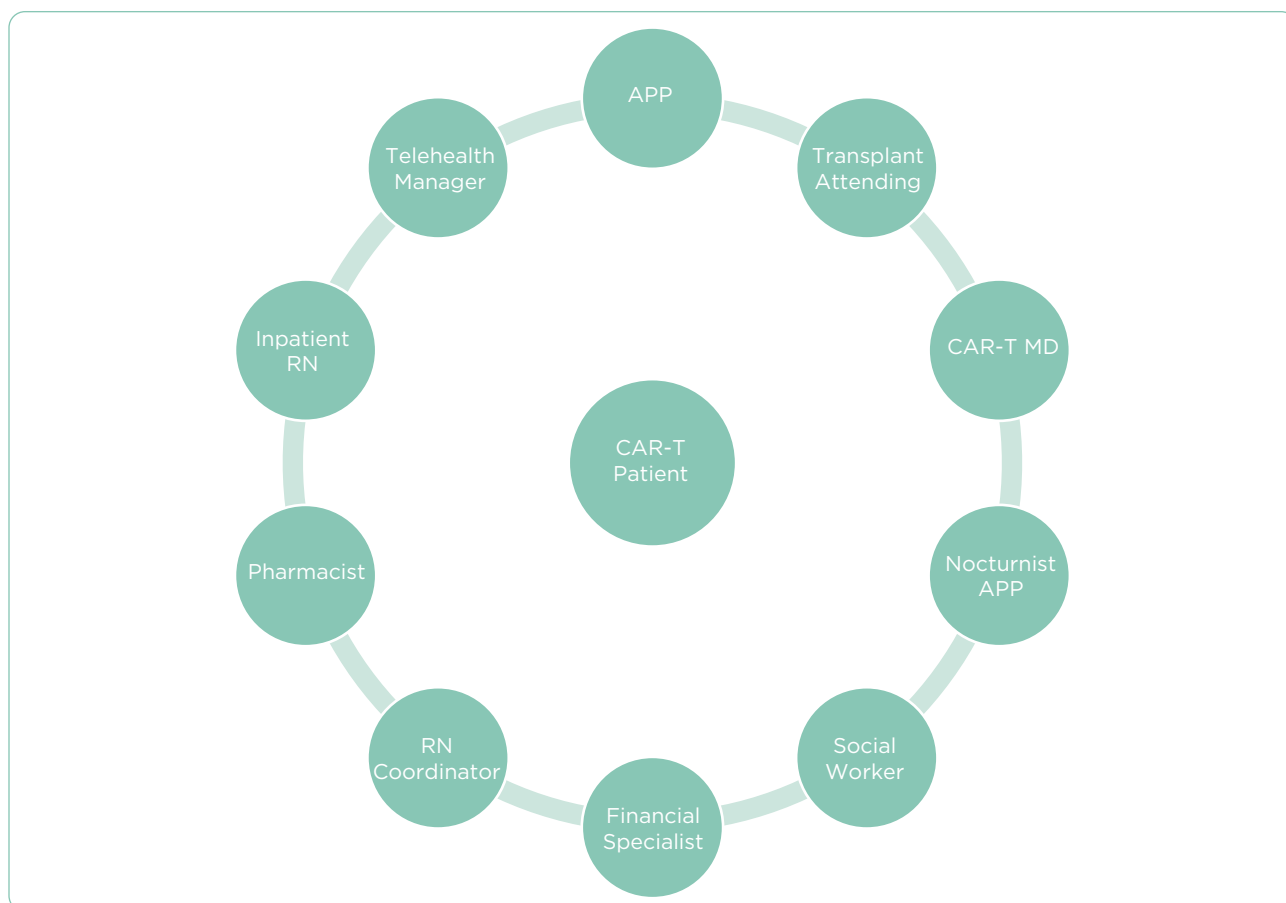 APP
Transplant
Attending
CAR-T MD
Nocturnist
APP
Social
Worker
Financial
Specialist
RN
Coordinator
Pharmacist
Inpatient
RN
Telehealth
Manager
CAR-T
Patient